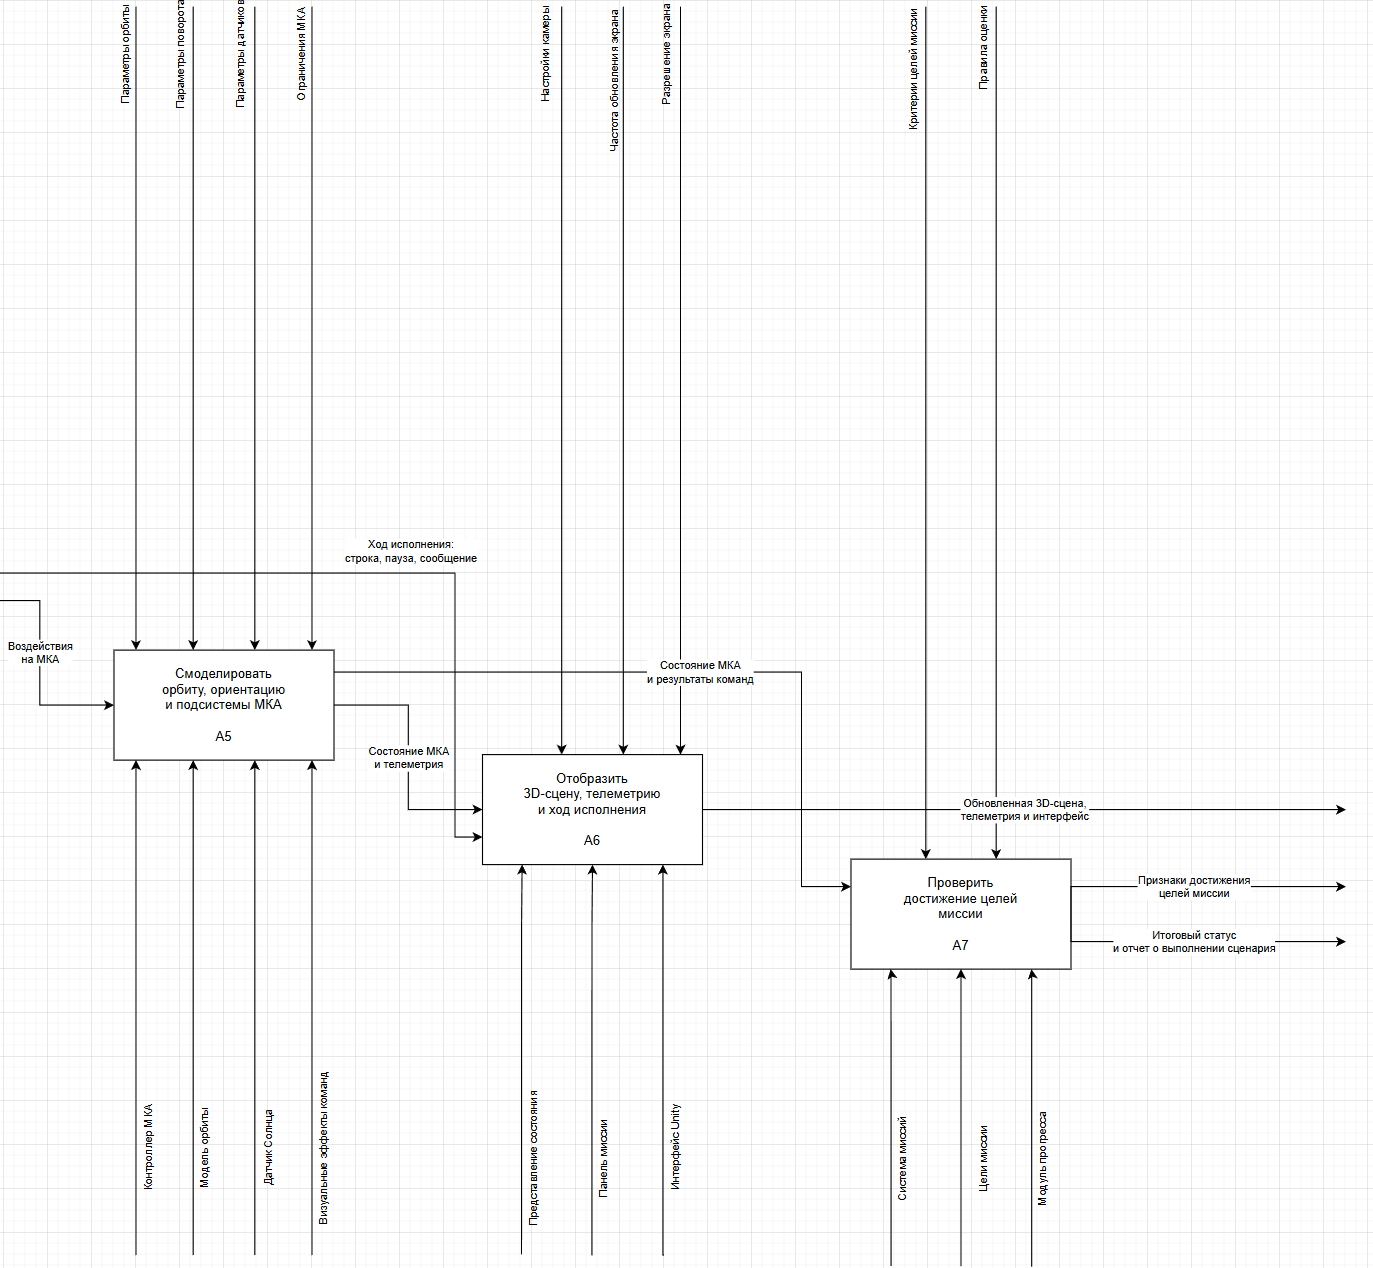 Параметры орбиты
Параметры поворота
Параметры датчиков
Ограничения МКА
Настройки камеры
Частота обновления экрана
Разрешение экрана
Критерии целей миссии
Правила оценки
Ход исполнения:
строка, пауза, сообщение
Воздействия
на МКА
Смоделировать
орбиту, ориентацию
и подсистемы МКА
A5
Состояние МКА
и результаты команд
Состояние МКА
и телеметрия
Отобразить
3D-сцену, телеметрию
и ход исполнения
A6
Обновленная 3D-сцена,
телеметрия и интерфейс
Проверить
достижение целей
миссии
A7
Признаки достижения
целей миссии
Итоговый статус
и отчет о выполнении сценария
Контроллер МКА
Модель орбиты
Датчик Солнца
Визуальные эффекты команд
Представление состояния
Панель миссии
Интерфейс Unity
Система миссий
Цели миссии
Модуль прогресса